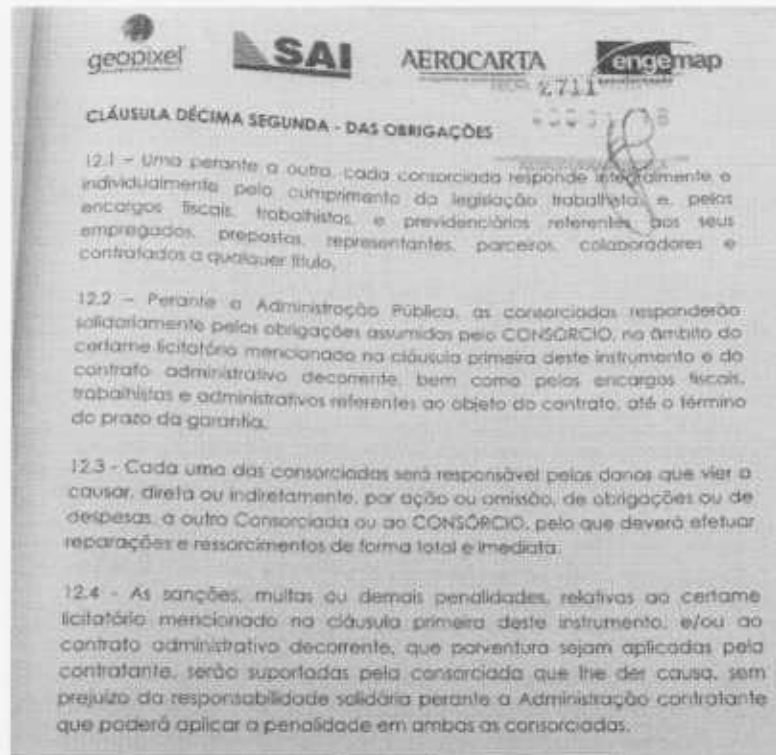 geopixel SAI AEROCARTA engemap
2711
CLÁUSULA DÉCIMA SEGUNDA - DAS OBRIGAÇÕES
12.1 – Uma perante a outra, cada consorciada responde integralmente e
individualmente pelo cumprimento da legislação trabalhista, e, pelos
encargos fiscais, trabalhistas, e previdenciários referentes aos seus
empregados, prepostos, representantes, parceiros, colaboradores e
contratados a qualquer título.
12.2 – Perante a Administração Pública, as consorciadas responderão
solidariamente pelas obrigações assumidas pelo CONSÓRCIO, no âmbito do
certame licitatório mencionado na cláusula primeira deste instrumento e do
contrato administrativo decorrente, bem como pelos encargos fiscais,
trabalhistas e administrativos referentes ao objeto do contrato, até o término
do prazo da garantia.
12.3 - Cada uma das consorciadas será responsável pelos danos que vier a
causar, direta ou indiretamente, por ação ou omissão, de obrigações ou de
despesas, a outra Consorciada ou ao CONSÓRCIO, pelo que deverá efetuar
reparações e ressarcimentos de forma total e imediata.
12.4 - As sanções, multas ou demais penalidades, relativas ao certame
licitatório mencionado na cláusula primeira deste instrumento, e/ou ao
contrato administrativo decorrente, que porventura sejam aplicadas pela
contratante, serão suportadas pela consorciada que lhe der causa, sem
prejuízo da responsabilidade solidária perante a Administração contratante
que poderá aplicar a penalidade em ambas as consorciadas.